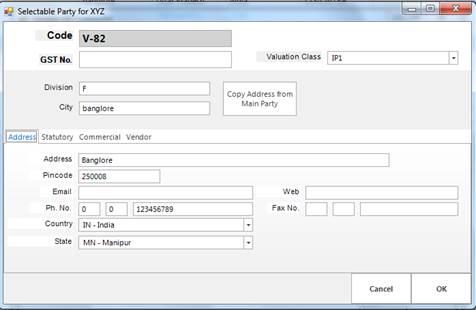 Selectable Party for XYZ
Code V-82
GST No. Valuation Class IP1
Division F
City banglore
Copy Address from
Main Party
Address Statutory Commercial Vendor
Address Banglore
Pincode 250008
Email Web
Ph. No. 0 0 123456789 Fax No.
Country IN - India
State MN - Manipur
Cancel OK